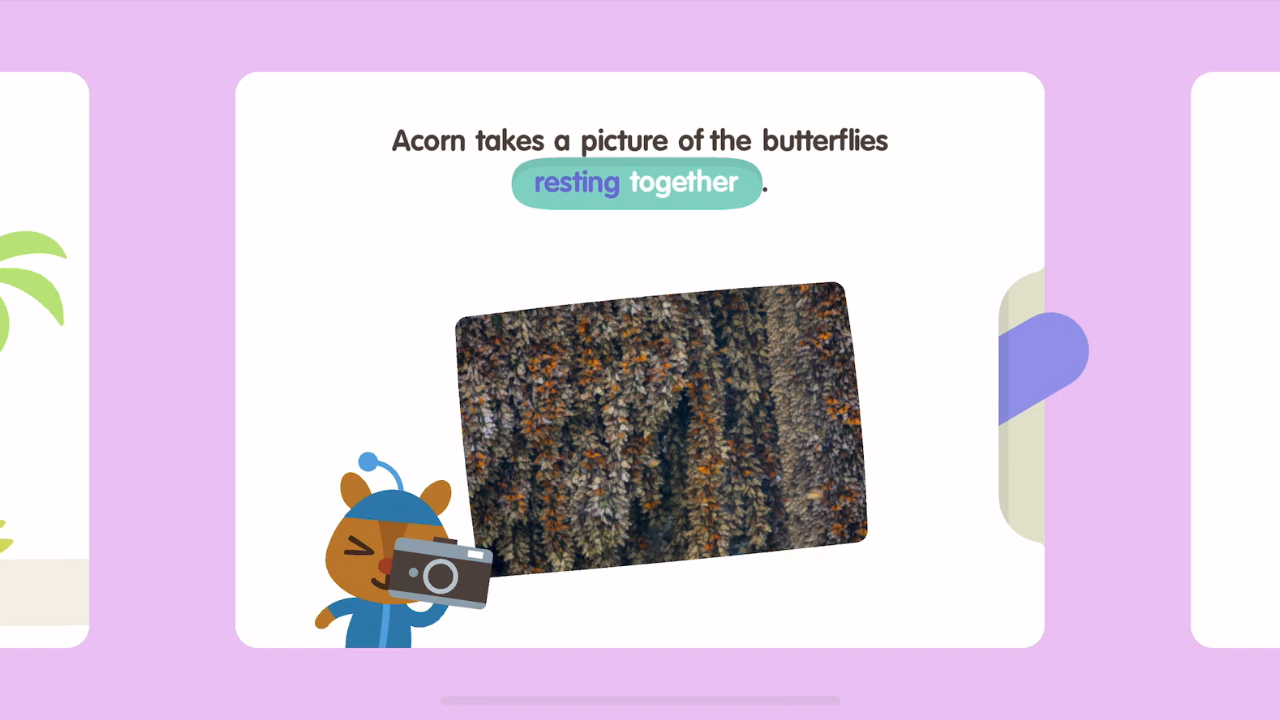 Acorn takes a picture of the butterflies
resting together.